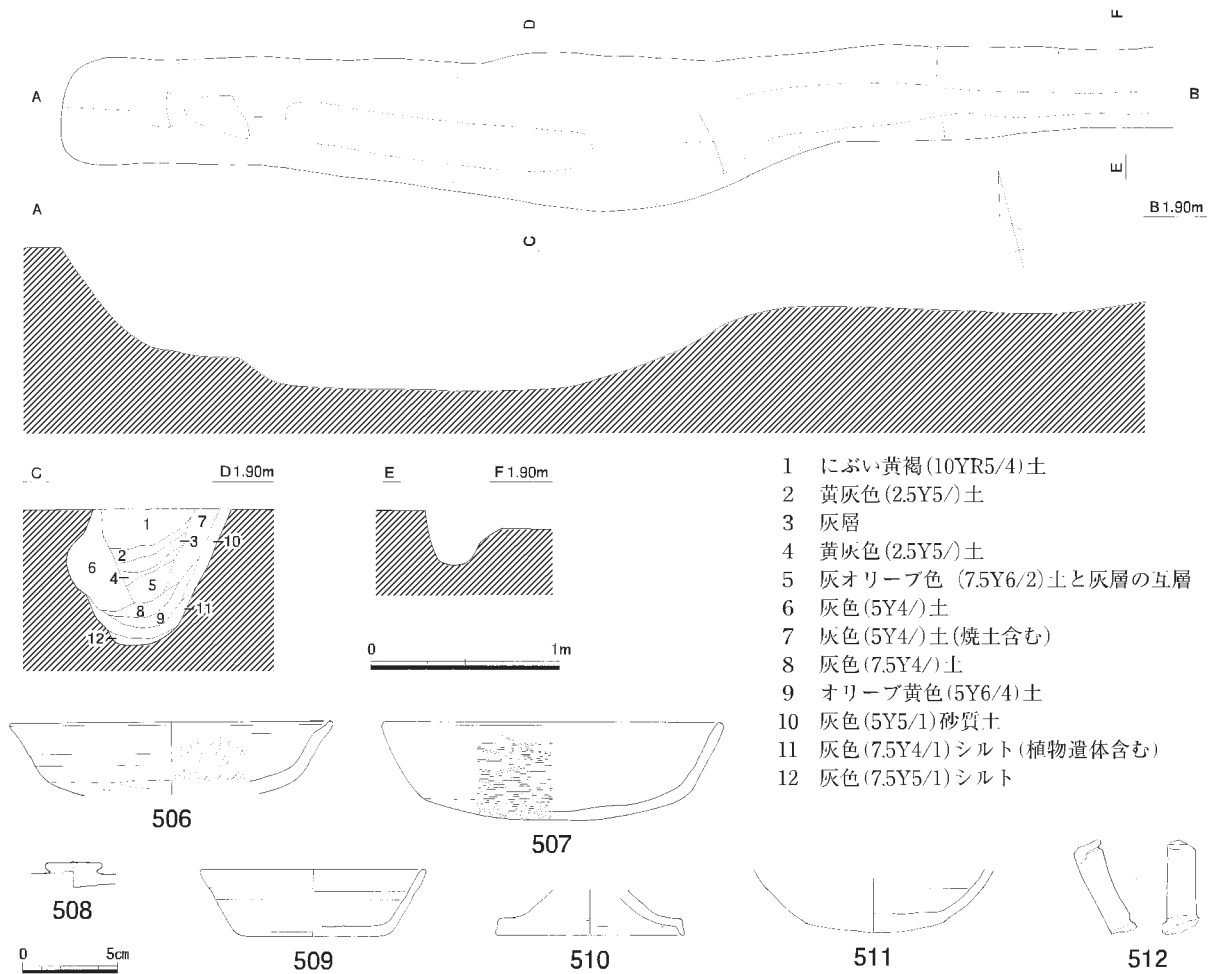 D
F
A
B
E
A
B 1.90m
C
C
D 1.90m
E
F 1.90m
1
7
2
3
10
6
4
5
8
9
11
12
0
1m
1 にぶい黄褐(10YR5/4)土
2 黄灰色(2.5Y5/)土
3 灰層
4 黄灰色(2.5Y5/)土
5 灰オリーブ色 (7.5Y6/2)土と灰層の互層
6 灰色(5Y4/)土
7 灰色(5Y4/)土(焼土含む)
8 灰色(7.5Y4/)土
9 オリーブ黄色(5Y6/4)土
10 灰色(5Y5/1)砂質土
11 灰色(7.5Y4/1)シルト(植物遺体含む)
12 灰色(7.5Y5/1)シルト
506
507
508
509
510
511
512
0
5cm